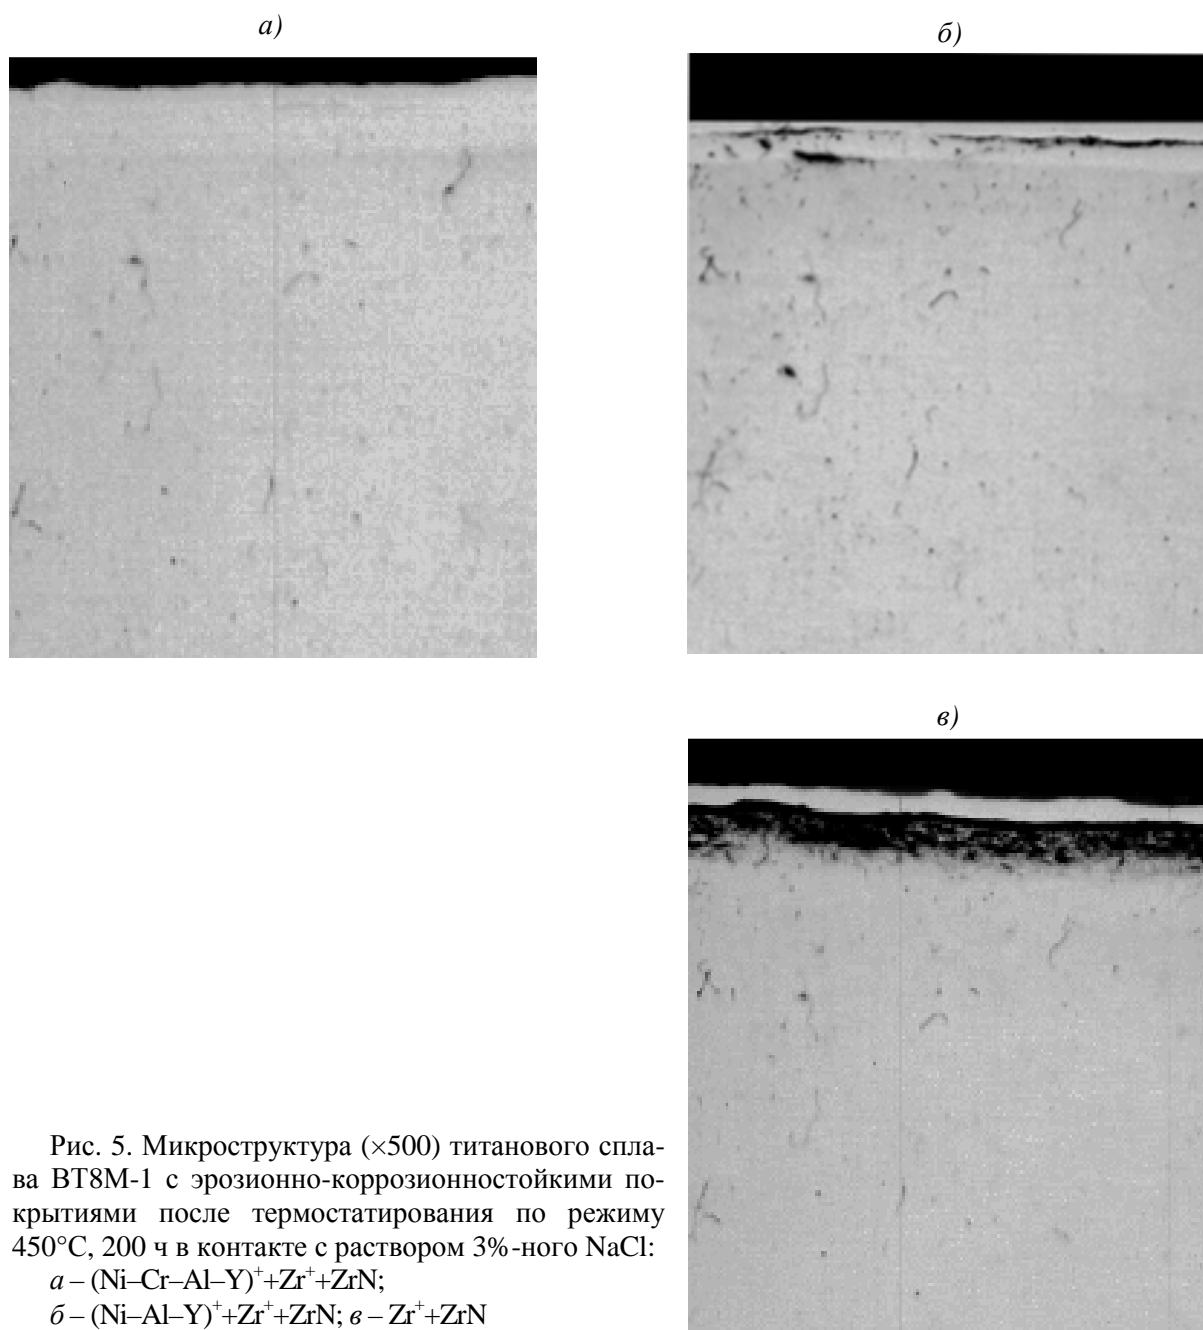 а)
б)
в)
Рис. 5. Микроструктура (×500) титанового спла-
ва ВТ8М-1 с эрозионно-коррозионностойкими по-
крытиями после термостатирования по режиму
450°С, 200 ч в контакте с раствором 3%-ного NaCl:
а – (Ni–Cr–Al–Y)⁺+Zr⁺+ZrN;
б – (Ni–Al–Y)⁺+Zr⁺+ZrN; в – Zr⁺+ZrN